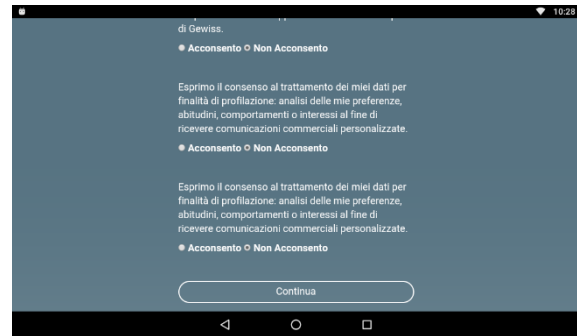 10:28
di Gewiss.
Acconsento Non Acconsento
Esprimo il consenso al trattamento dei miei dati per
finalità di profilazione: analisi delle mie preferenze,
abitudini, comportamenti o interessi al fine di
ricevere comunicazioni commerciali personalizzate.
Acconsento Non Acconsento
Esprimo il consenso al trattamento dei miei dati per
finalità di profilazione: analisi delle mie preferenze,
abitudini, comportamenti o interessi al fine di
ricevere comunicazioni commerciali personalizzate.
Acconsento Non Acconsento
Continua